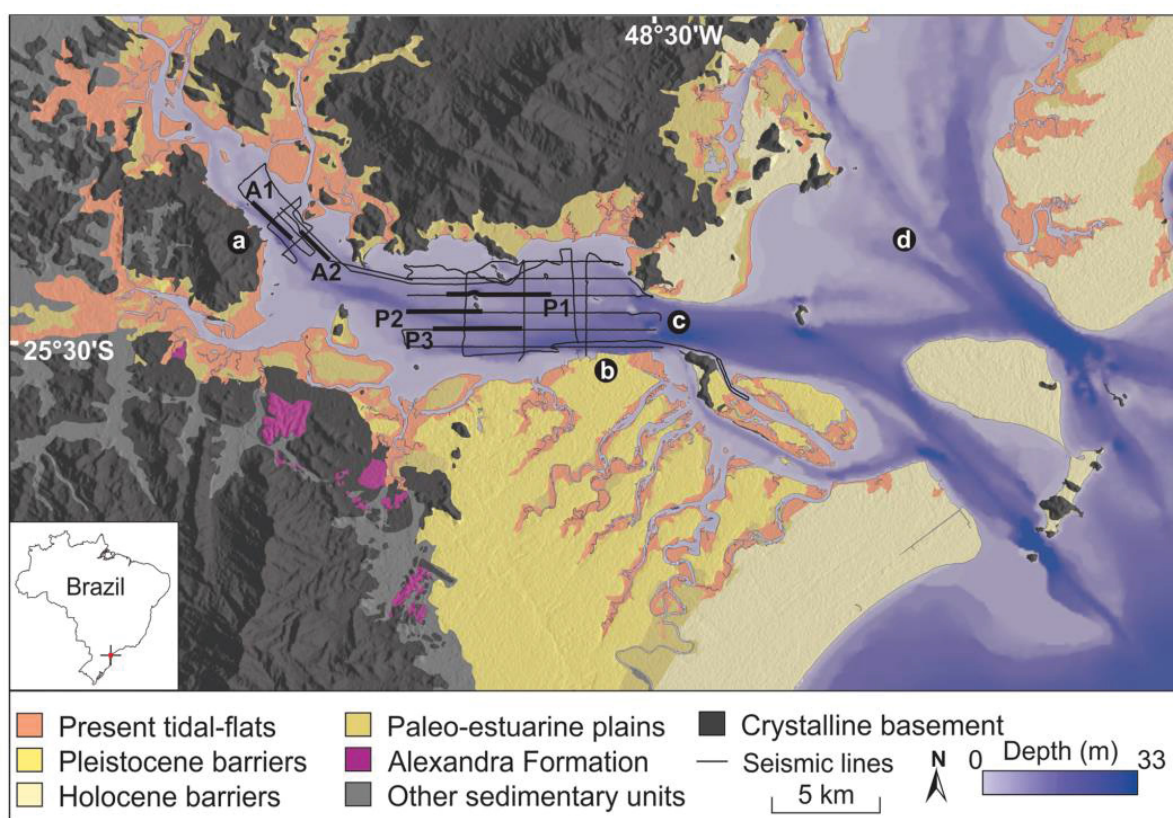 48°30'W
A1
a
A2
d
P1
P2
c
P3
25°30'S
b
Brazil
Present tidal-flats
Paleo-estuarine plains
Crystalline basement
Pleistocene barriers
Alexandra Formation
Seismic lines
Holocene barriers
Other sedimentary units
5 km
N
0 Depth (m) 33